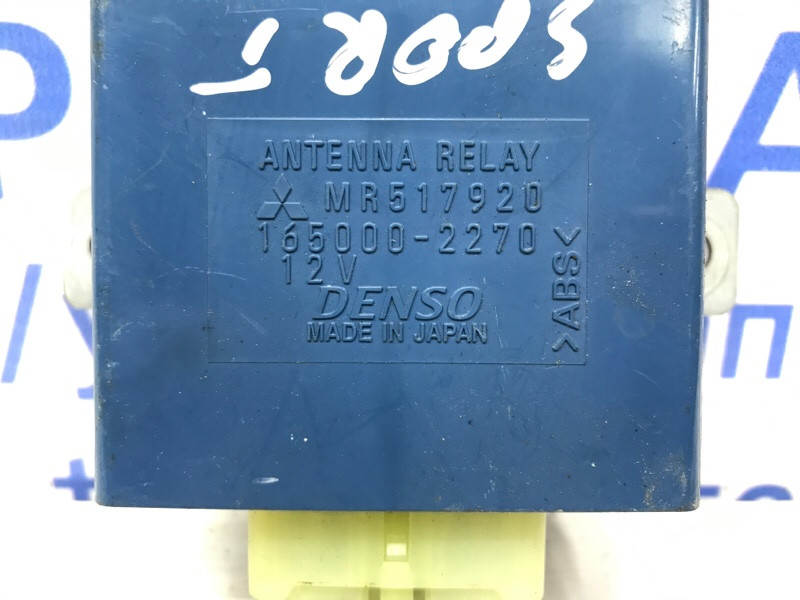 SPORT
ANTENNA RELAY
MR517920
165000-2270
12V
DENSO
MADE IN JAPAN
>ABS<